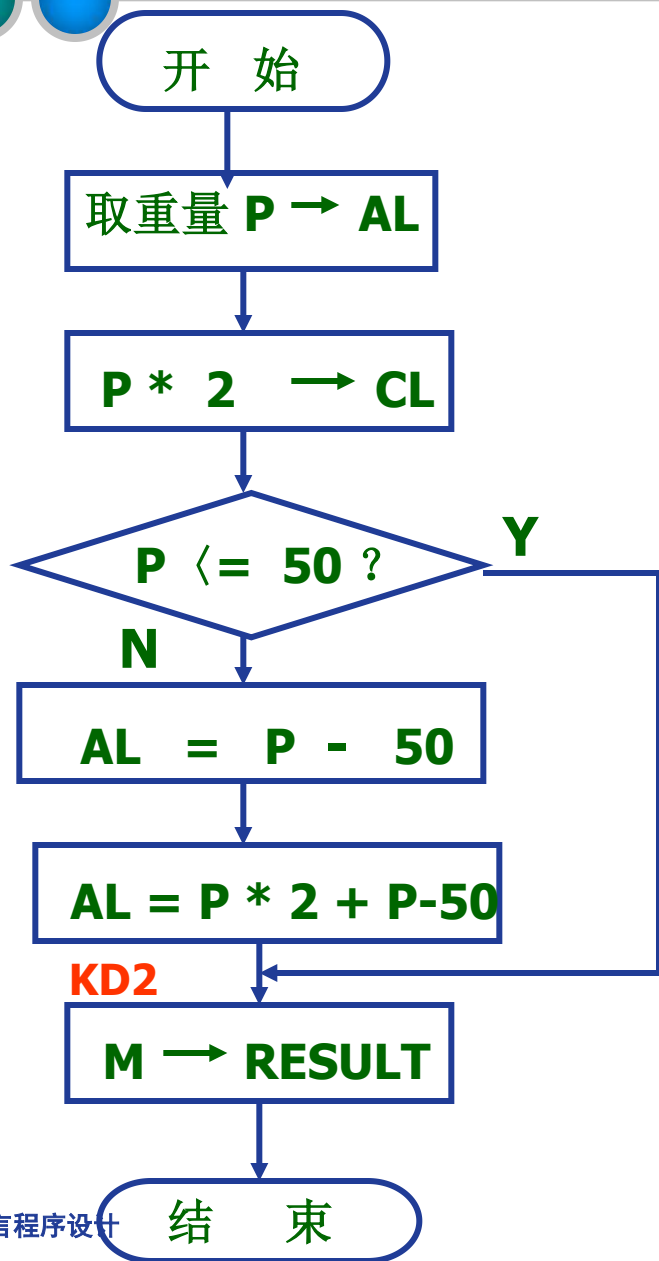 开 始
取重量 P → AL
P * 2 → CL
P 〈= 50 ?
Y
N
AL = P - 50
AL = P * 2 + P-50
KD2
M → RESULT
结 束
言程序设计